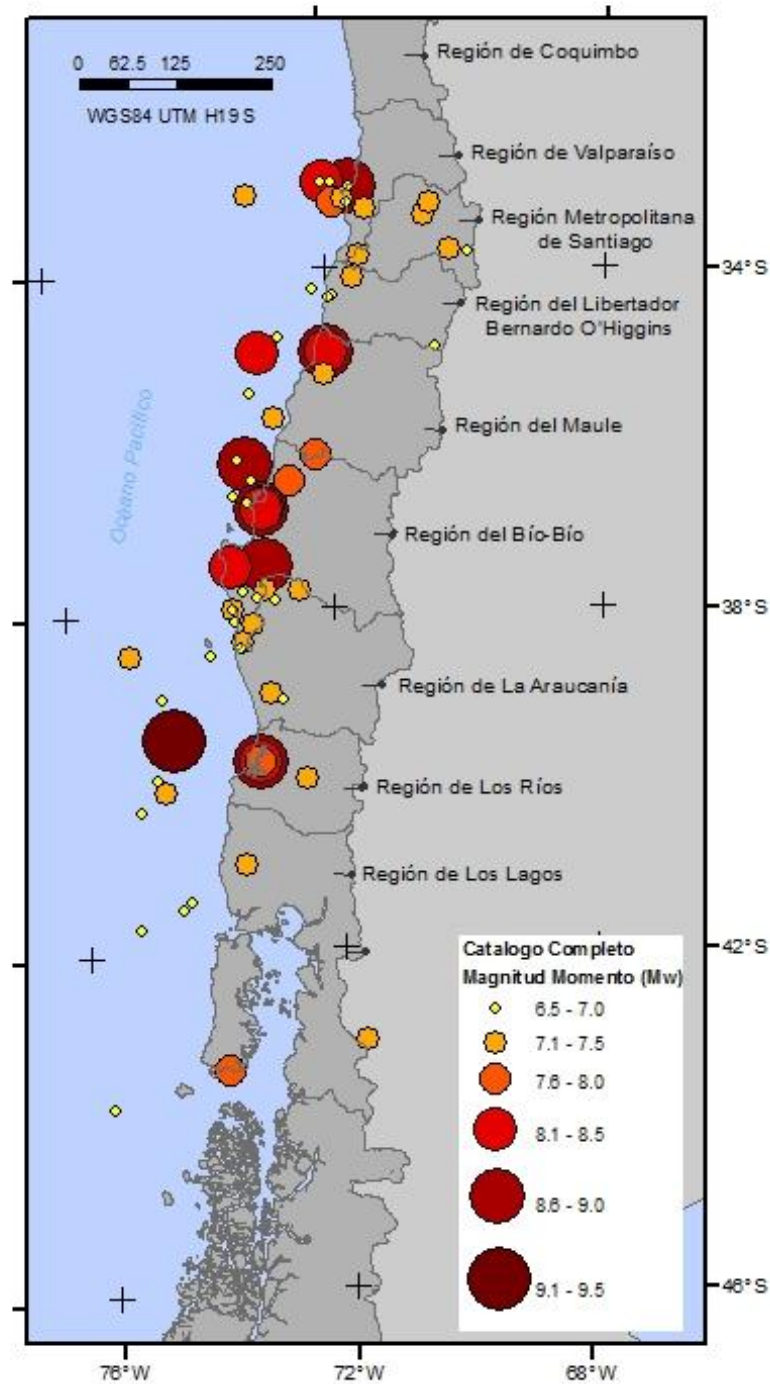 0 62.5 125 250
WGS84 UTM H19 S
Región de Coquimbo
Región de Valparaíso
Región Metropolitana
de Santiago
34°S
Región del Libertador
Bernardo O'Higgins
Región del Maule
Océano Pacífico
Región del Bío-Bío
38°S
Región de La Araucanía
Región de Los Ríos
Región de Los Lagos
42°S
Catalogo Completo
Magnitud Momento (Mw)
6.5 - 7.0
7.1 - 7.5
7.6 - 8.0
8.1 - 8.5
8.6 - 9.0
9.1 - 9.5
46°S
76°W 72°W 68°W